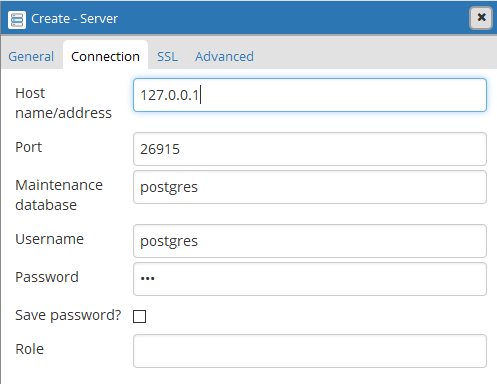 Create - Server
General Connection SSL Advanced
Host
name/address
127.0.0.1
Port
26915
Maintenance
database
postgres
Username
postgres
Password
•••
Save password?
Role